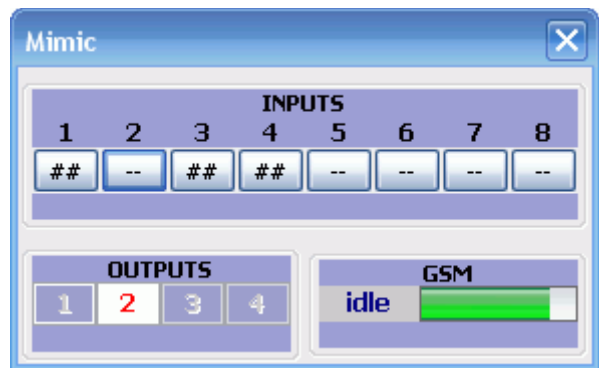 Mimic
INPUTS
1 2 3 4 5 6 7 8
## -- ## ## -- -- -- --
OUTPUTS
1 2 3 4
GSM
idle